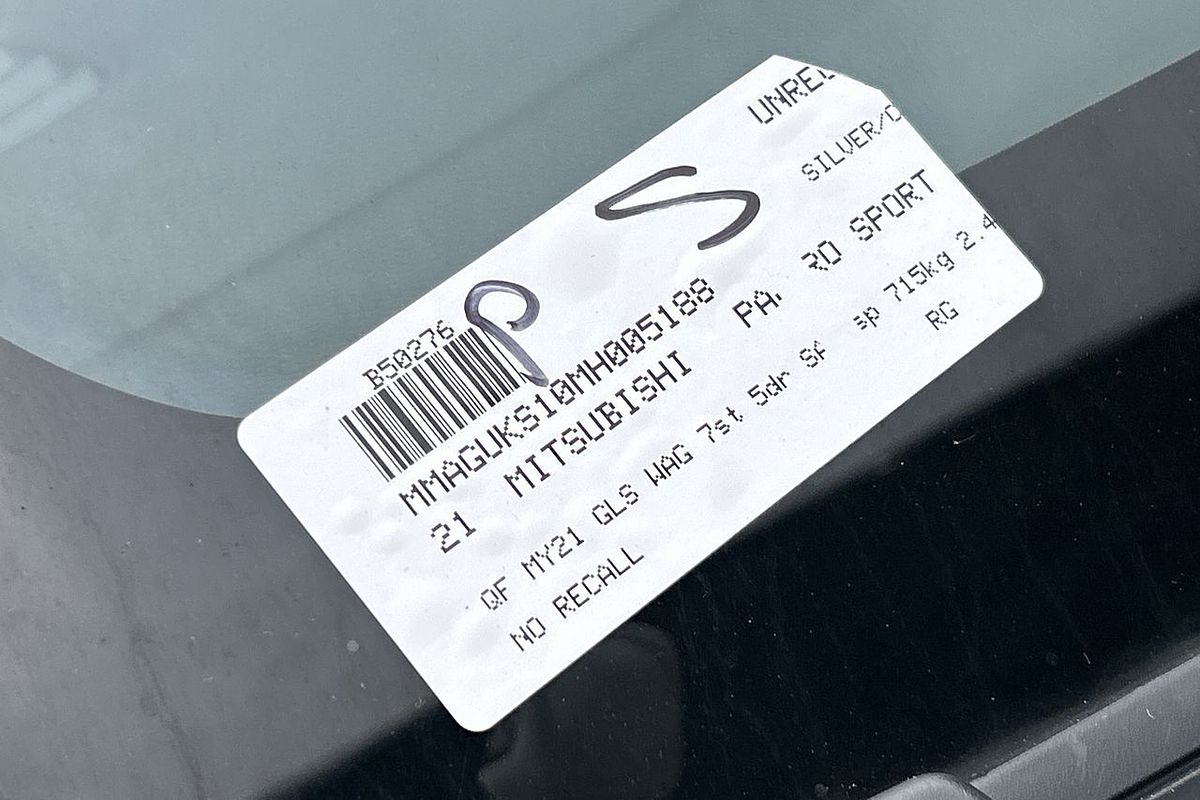 B50276 P S UNREG
MMAGUKS10MH005188 SILVER/C
21 MITSUBISHI PA RO SPORT
QF MY21 GLS WAG 7st 5dr SA sp 715kg 2.4
NO RECALL RG